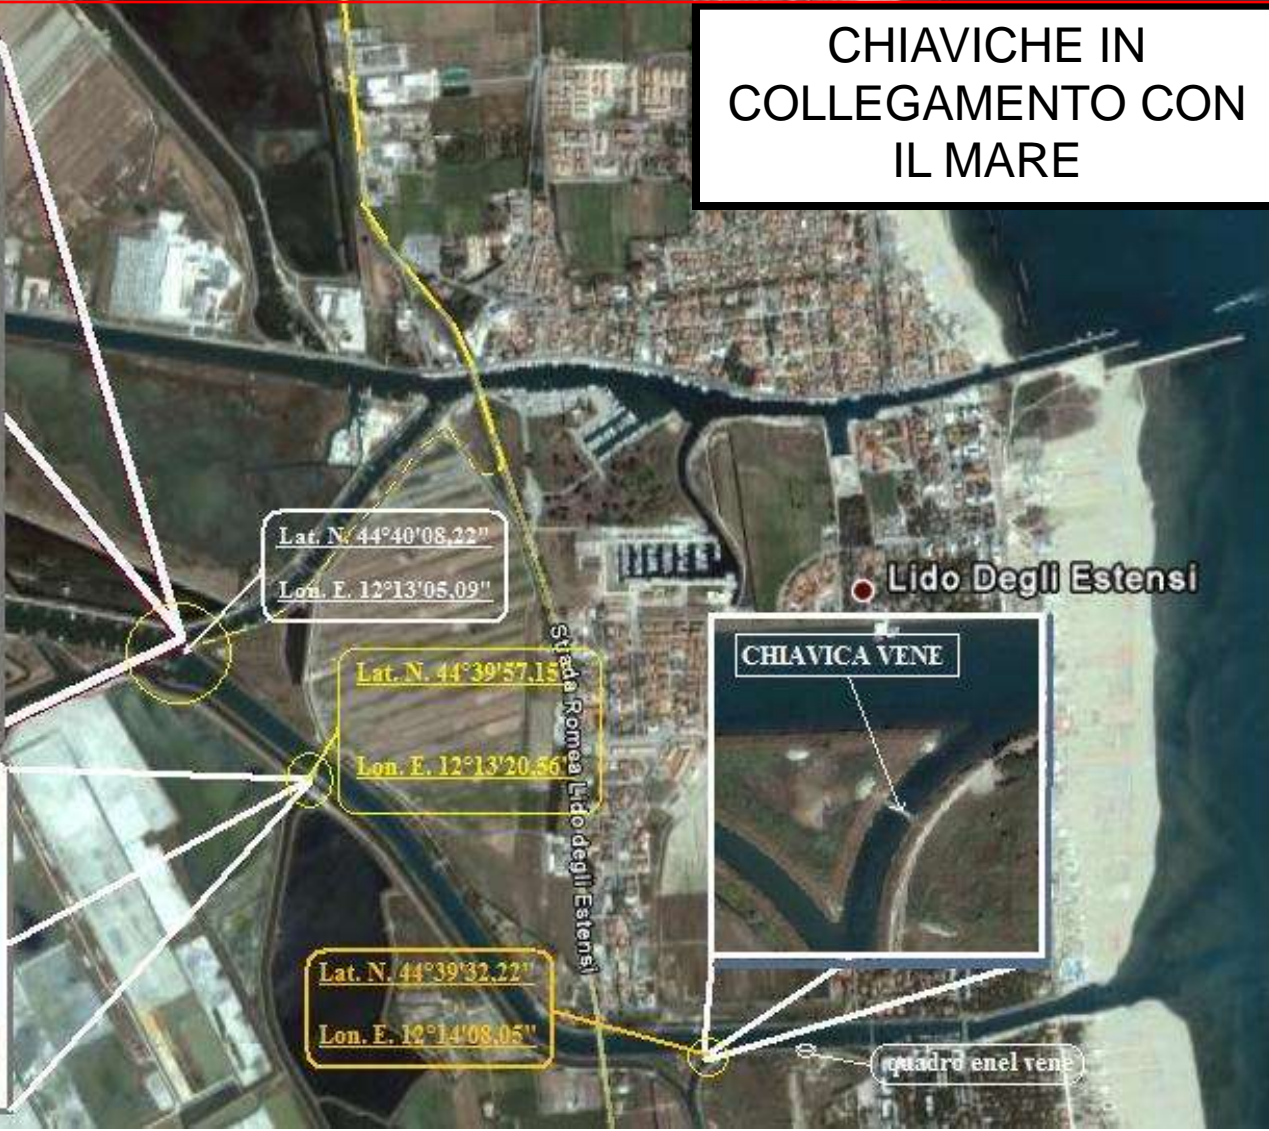 CHIAVICHE IN
COLLEGAMENTO CON
IL MARE
Lat. N. 44°40'08,22"
Lon. E. 12°13'05,09"
Lido Degli Estensi
CHIAVICA VENE
Lat. N. 44°39'57,15"
Lon. E. 12°13'20,56"
Strada Romea Lido degli Estensi
Lat. N. 44°39'32,22"
Lon. E. 12°14'08,05"
quadro enel vene